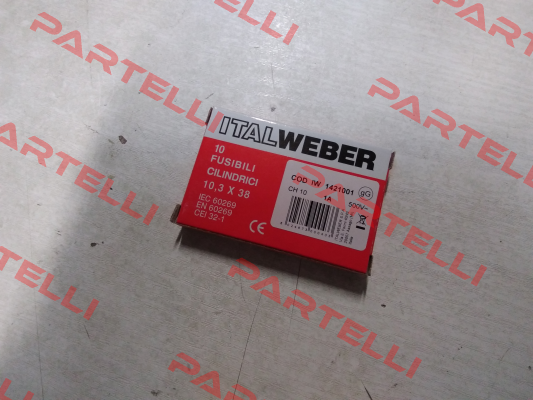 ITALWEBER
10
FUSIBILI
CILINDRICI
10,3 X 38
IEC 60269
EN 60269
CEI 32-1
CE
COD. IW 1421001
gG
CH 10 1A 500V~
PARTELLI
PARTELLI
PARTELLI
PARTELLI
PARTELLI
PARTELLI
PARTELLI